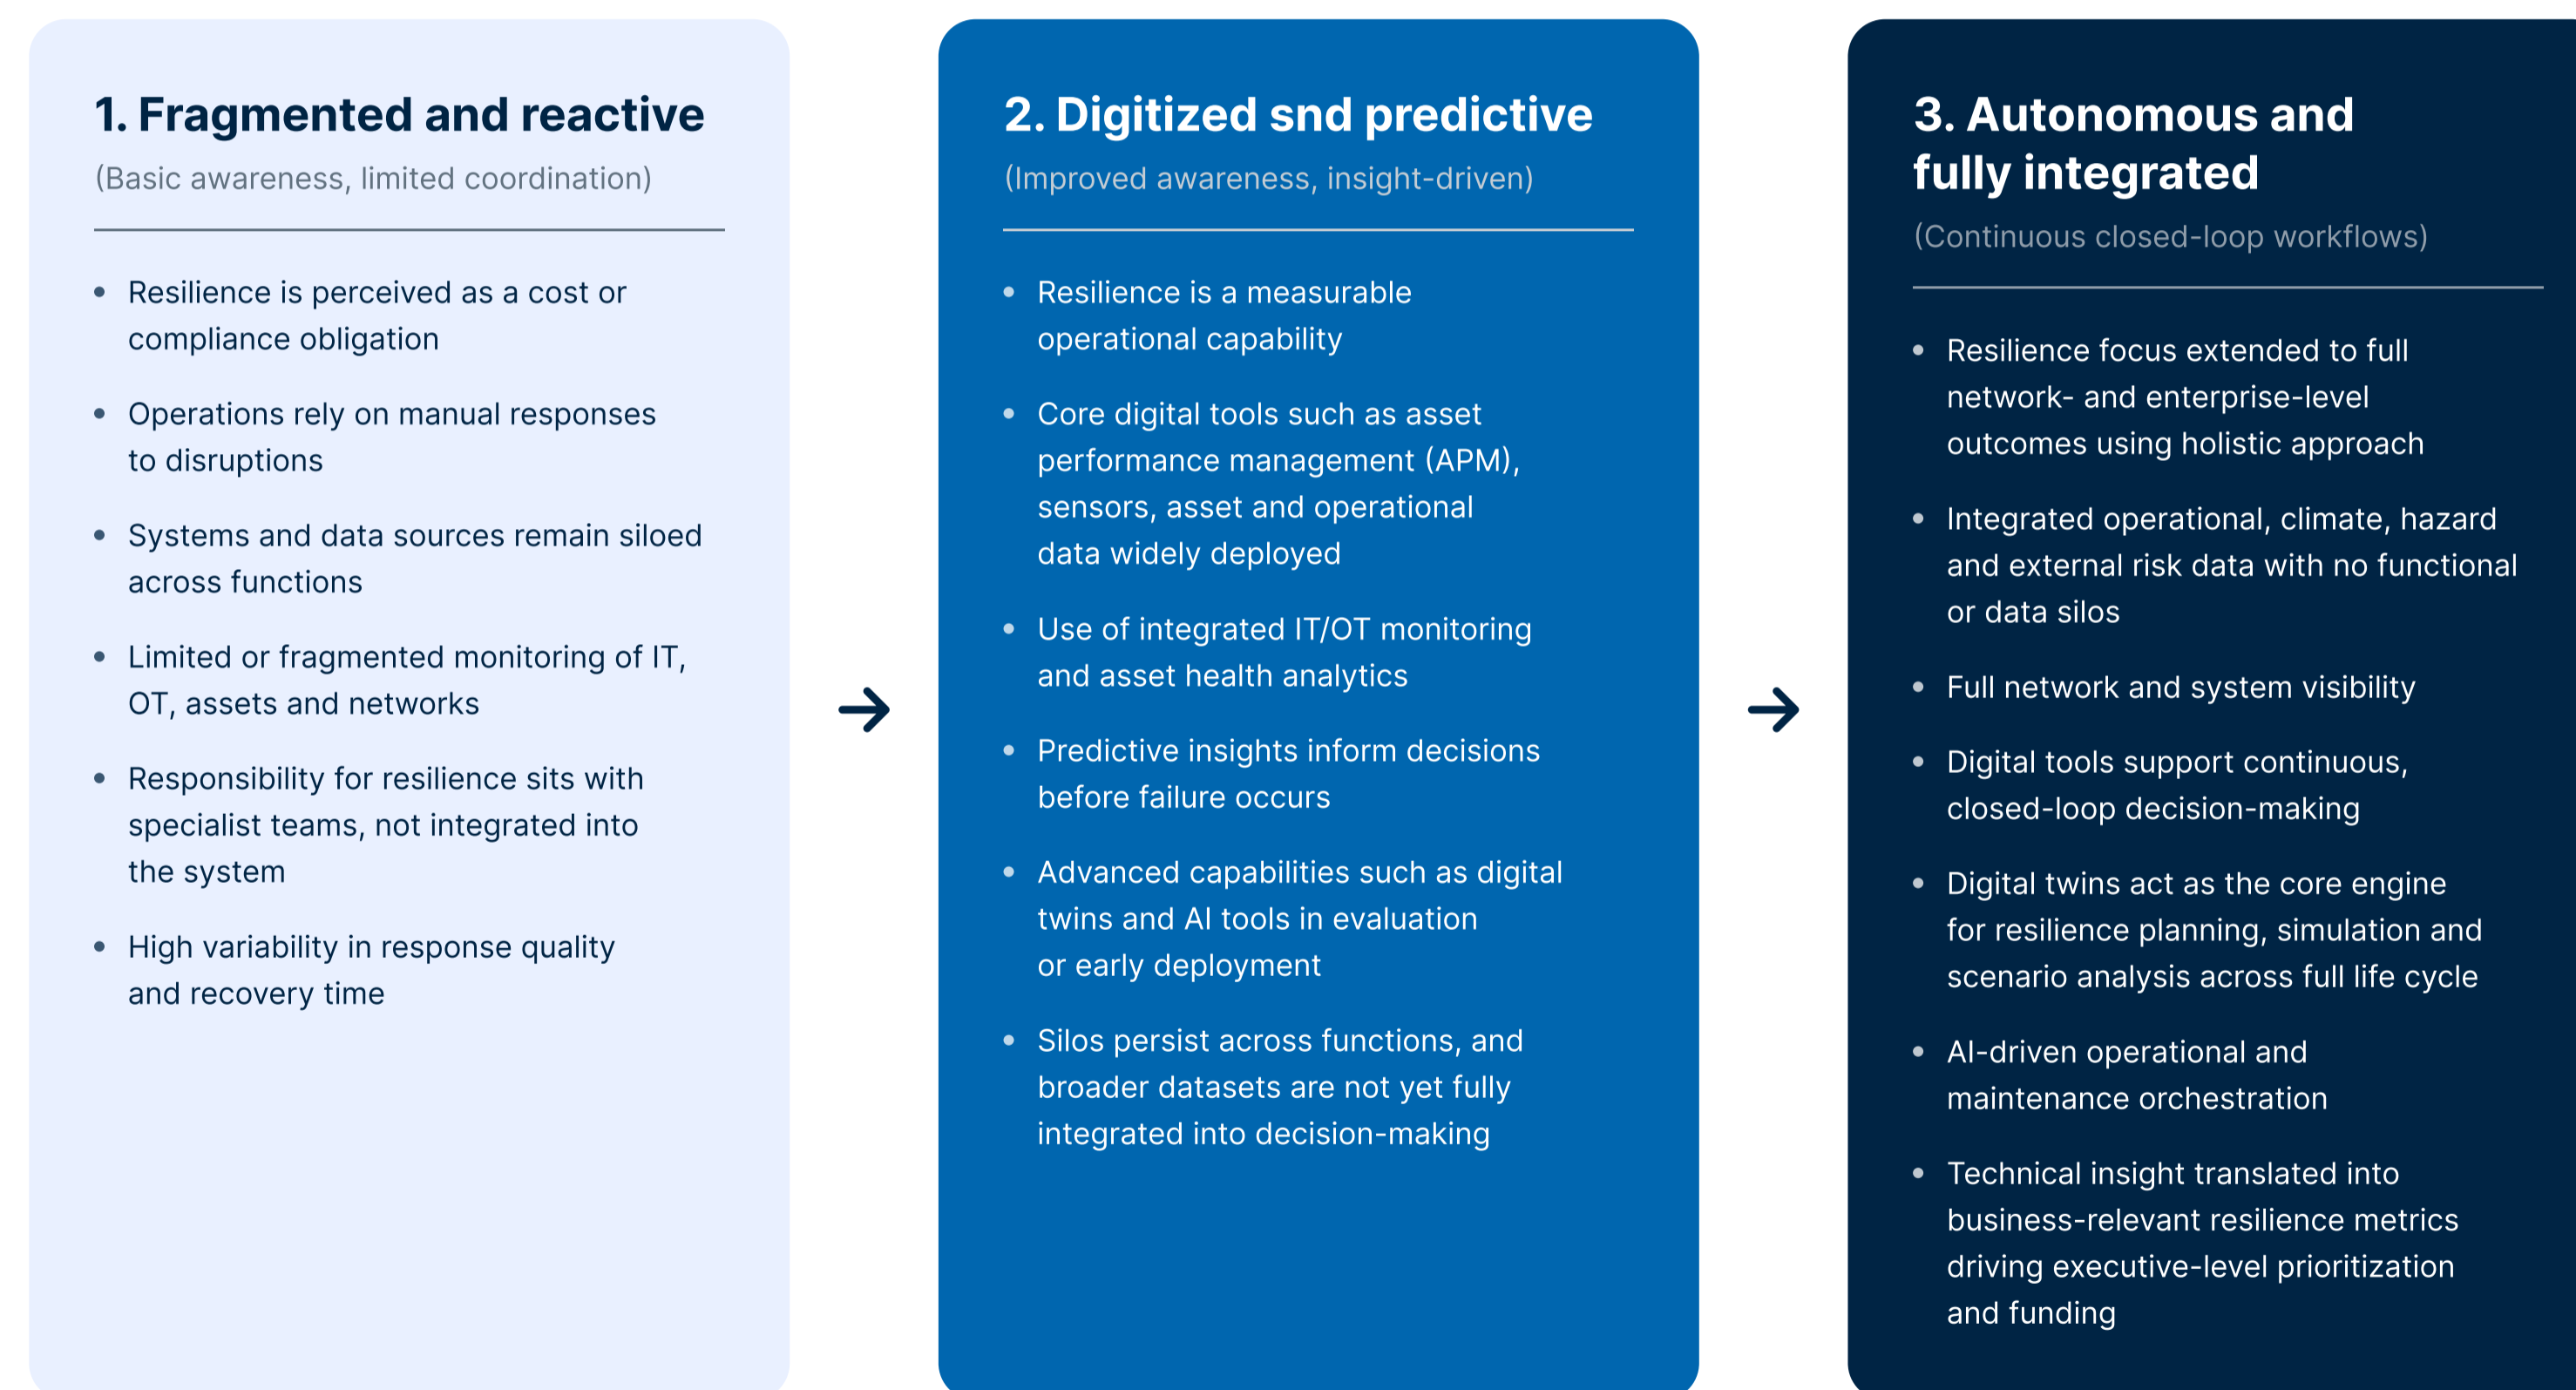 1. Fragmented and reactive
(Basic awareness, limited coordination)
• Resilience is perceived as a cost or
compliance obligation
• Operations rely on manual responses
to disruptions
• Systems and data sources remain siloed
across functions
• Limited or fragmented monitoring of IT,
OT, assets and networks
• Responsibility for resilience sits with
specialist teams, not integrated into
the system
• High variability in response quality
and recovery time
→
2. Digitized snd predictive
(Improved awareness, insight-driven)
• Resilience is a measurable
operational capability
• Core digital tools such as asset
performance management (APM),
sensors, asset and operational
data widely deployed
• Use of integrated IT/OT monitoring
and asset health analytics
• Predictive insights inform decisions
before failure occurs
• Advanced capabilities such as digital
twins and AI tools in evaluation
or early deployment
• Silos persist across functions, and
broader datasets are not yet fully
integrated into decision-making
→
3. Autonomous and
fully integrated
(Continuous closed-loop workflows)
• Resilience focus extended to full
network- and enterprise-level
outcomes using holistic approach
• Integrated operational, climate, hazard
and external risk data with no functional
or data silos
• Full network and system visibility
• Digital tools support continuous,
closed-loop decision-making
• Digital twins act as the core engine
for resilience planning, simulation and
scenario analysis across full life cycle
• AI-driven operational and
maintenance orchestration
• Technical insight translated into
business-relevant resilience metrics
driving executive-level prioritization
and funding